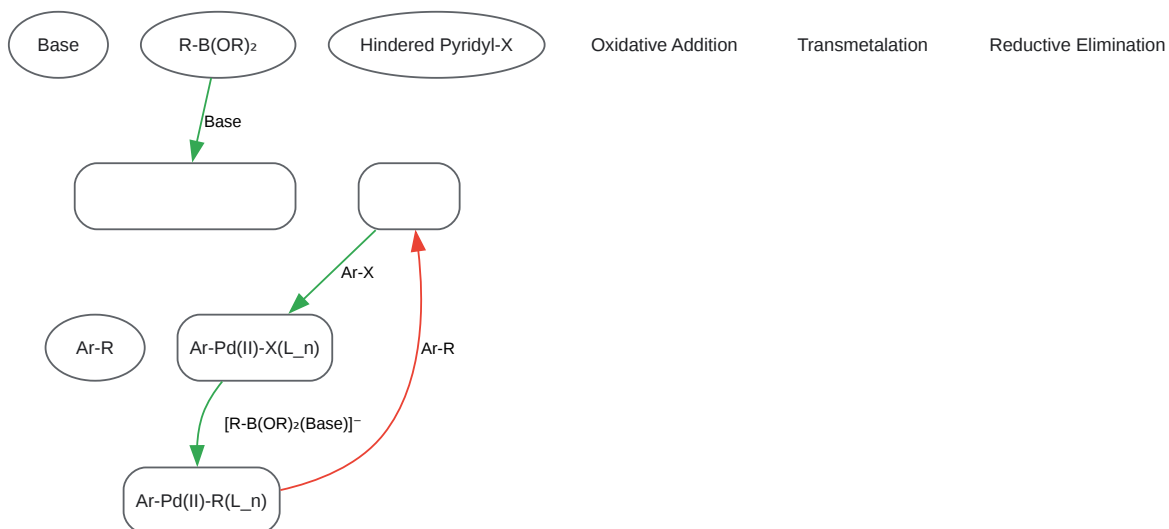 Base
R-B(OR)₂
Hindered Pyridyl-X
Oxidative Addition
Transmetalation
Reductive Elimination
Base
Ar-X
Ar-R
Ar-Pd(II)-X(L_n)
Ar-R
[R-B(OR)₂(Base)]⁻
Ar-Pd(II)-R(L_n)